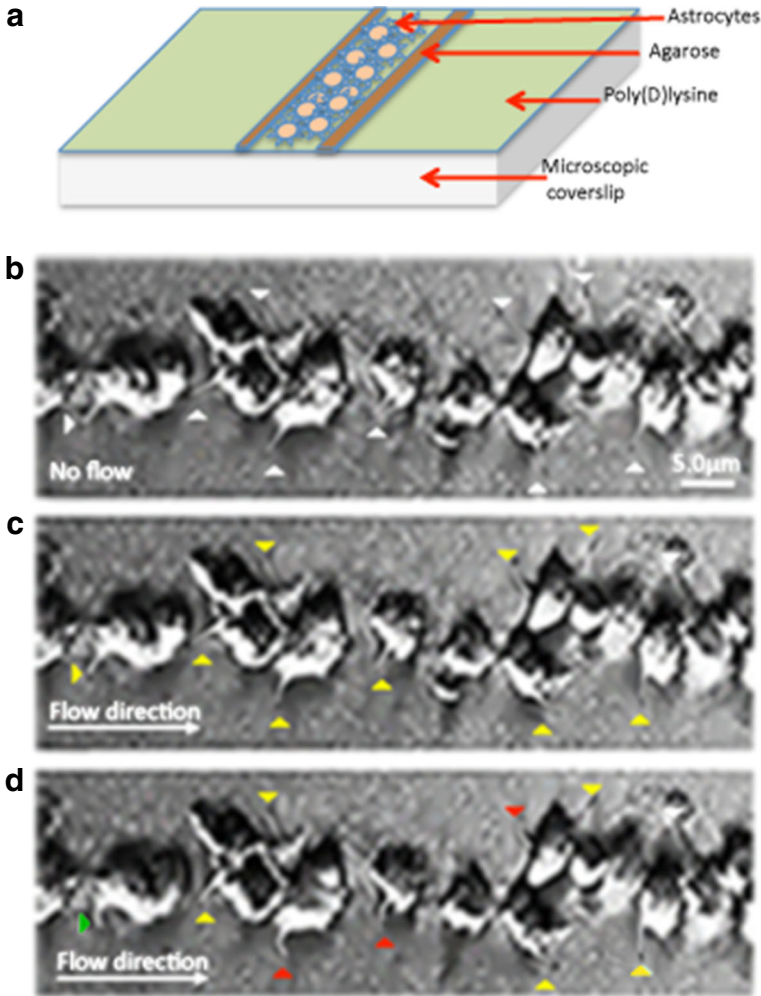 a
Astrocytes
Agarose
Poly(D)lysine
Microscopic
coverslip
b
No flow
5.0μm
c
Flow direction
d
Flow direction